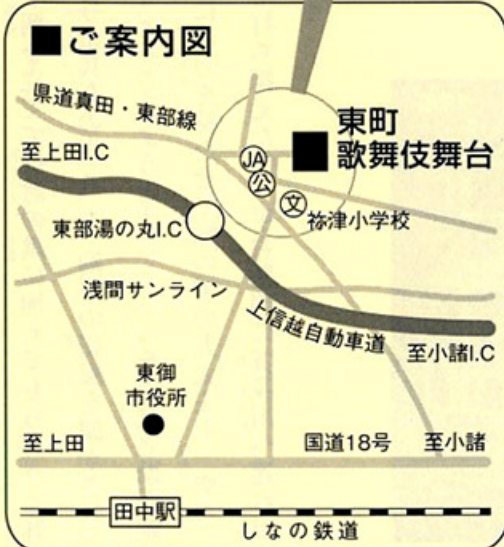 ■ご案内図
県道真田・東部線
東町
歌舞伎舞台
至上田I.C
JA
公
文
祢津小学校
東部湯の丸I.C
浅間サンライン
上信越自動車道
至小諸I.C
東御
市役所
至上田
国道18号
至小諸
田中駅
しなの鉄道